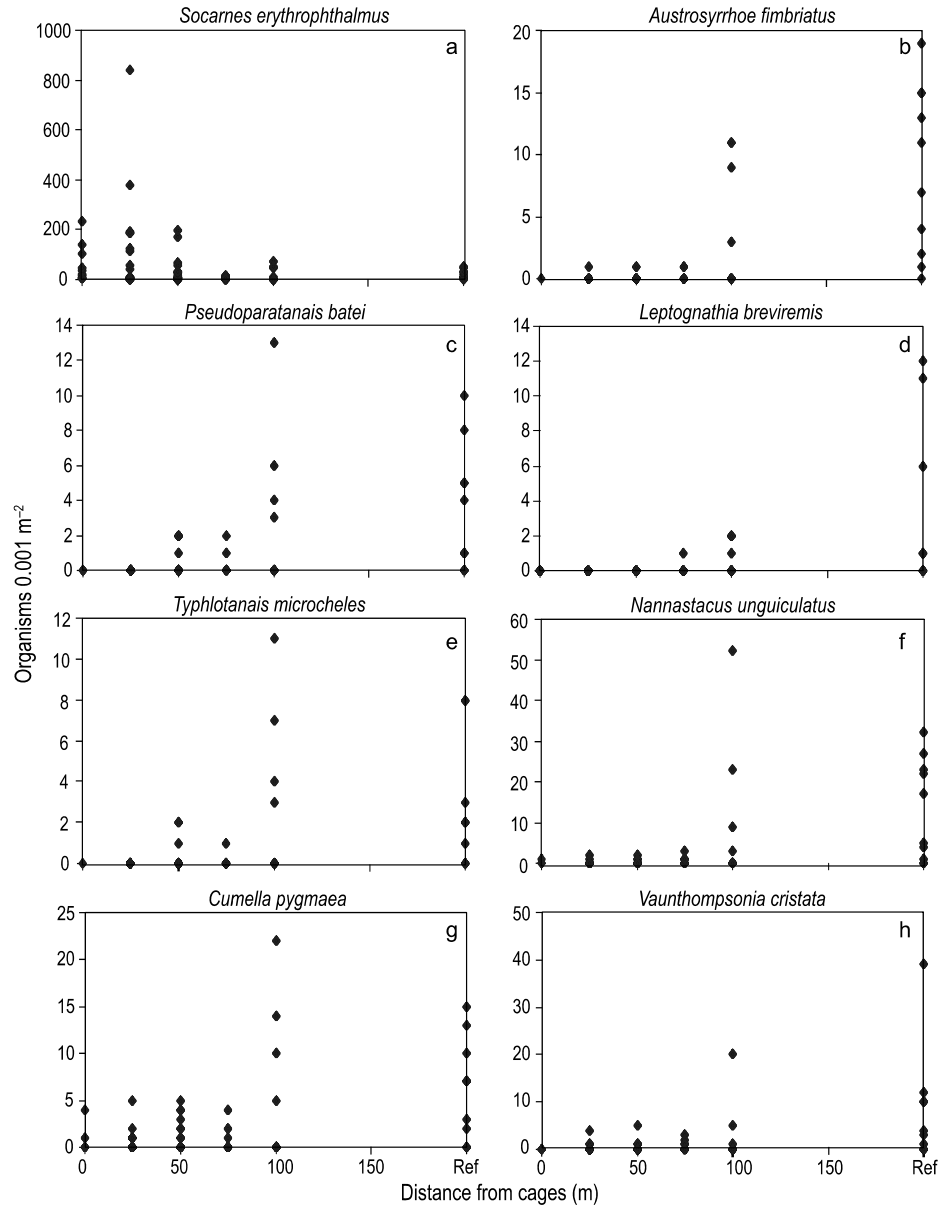 Socarnes erythrophthalmus
a
1000
800
600
400
200
0
Austrosyrrhoe fimbriatus
b
20
15
10
5
0
Pseudoparatanais batei
c
14
12
10
8
6
4
2
0
Leptognathia breviremis
d
14
12
10
8
6
4
2
0
Typhlotanais microcheles
e
12
10
8
6
4
2
0
Nannastacus unguiculatus
f
60
50
40
30
20
10
0
Cumella pygmaea
g
25
20
15
10
5
0
0 50 100 150 Ref
Vaunthompsonia cristata
h
50
40
30
20
10
0
0 50 100 150 Ref
Organisms 0.001 m⁻²
Distance from cages (m)